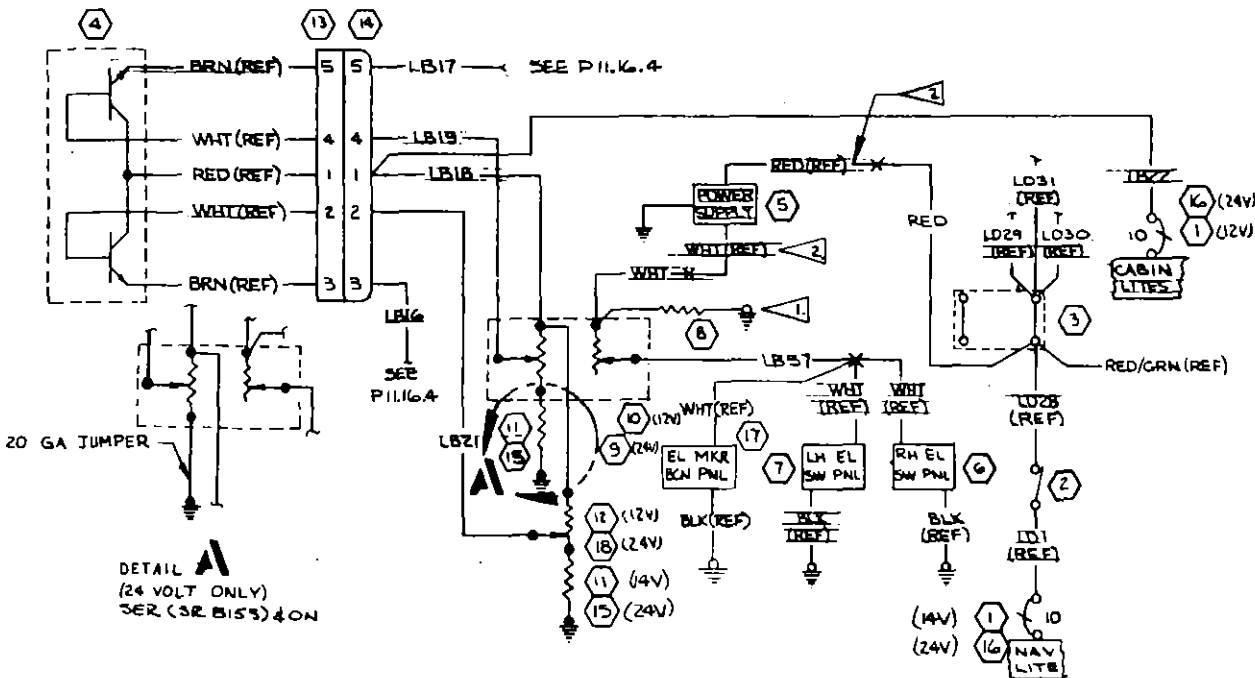 4
13
14
BRN(REF)
5
5
LB17
SEE P11.16.4
2
WHT(REF)
4
4
LB19
RED(REF)
RED(REF)
1
1
LB18
LD31
(REF)
LB22
16 (24V)
1 (12V)
10
CABIN
LITES
POWER
SUPPLY
5
RED
WHT(REF)
2
2
LD29
(REF)
LD30
(REF)
WHT(REF)
2
WHT
BRN(REF)
3
3
LB16
SEE
P11.16.4
8
1
3
RED/GRN(REF)
LB57
WHT
(REF)
WHT
(REF)
LD28
(REF)
20 GA JUMPER
LB21
11
15
10 (12V)
9 (24V)
WHT(REF)
17
EL MKR
BCN PNL
7
LH EL
SW PNL
RH EL
SW PNL
6
2
A
12 (12V)
18 (24V)
BLK(REF)
BLK
(REF)
BLK
(REF)
LD1
(REF)
DETAIL A
(24 VOLT ONLY)
11 (14V)
15 (24V)
(14V) 1 10
(24V) 16
NAV
LITE